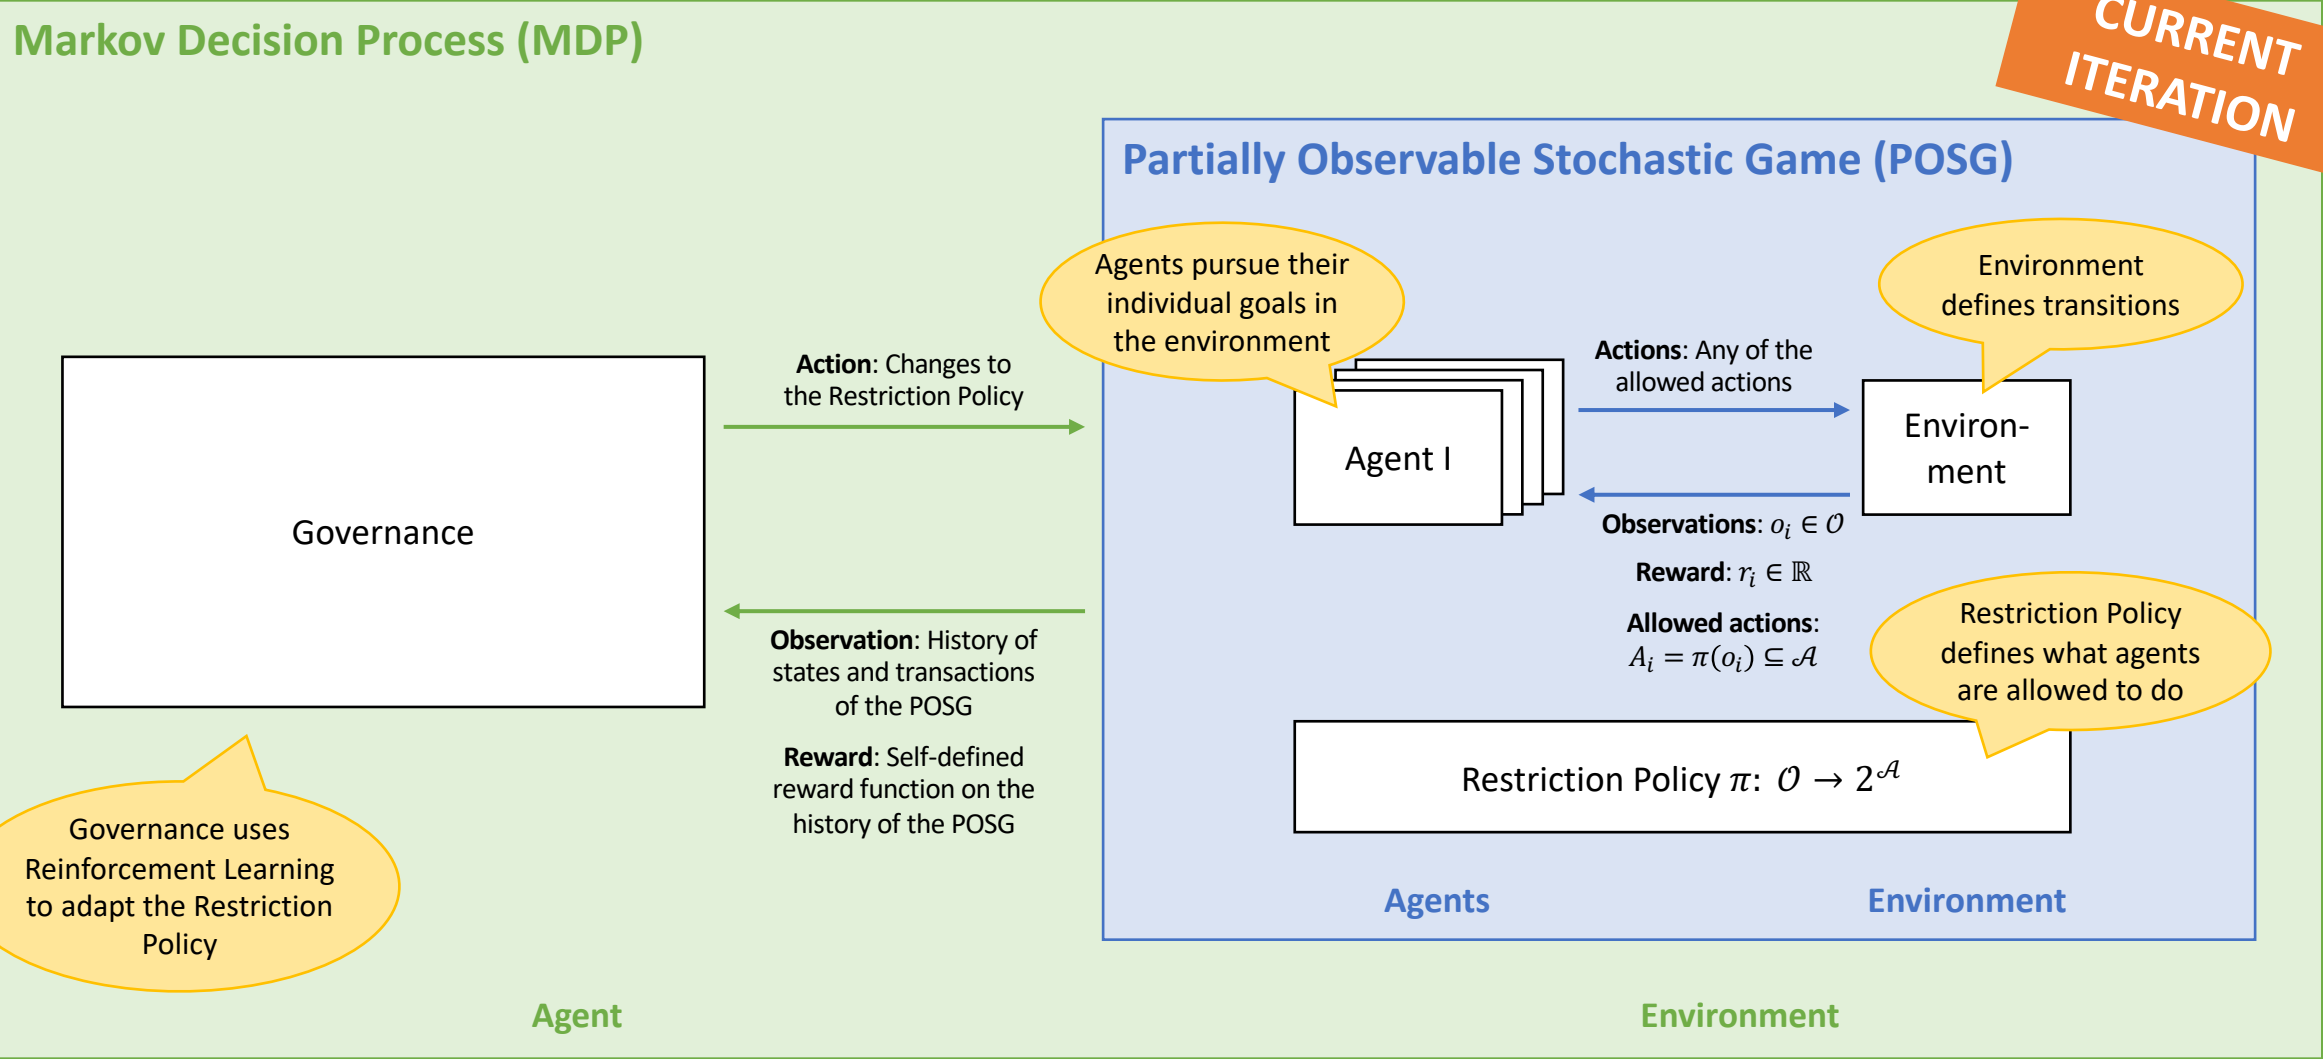 Markov Decision Process (MDP)
CURRENT
ITERATION
Partially Observable Stochastic Game (POSG)
Agents pursue their
individual goals in
the environment
Environment
defines transitions
Action: Changes to
the Restriction Policy
Actions: Any of the
allowed actions
Governance
Agent I
Environ-
ment
Observations: 𝑜ᵢ ∈ 𝒪
Reward: 𝑟ᵢ ∈ ℝ
Allowed actions:
𝐴ᵢ = 𝜋(𝑜ᵢ) ⊆ 𝒜
Observation: History of
states and transactions
of the POSG
Reward: Self-defined
reward function on the
history of the POSG
Restriction Policy
defines what agents
are allowed to do
Restriction Policy 𝜋: 𝒪 → 2^𝒜
Governance uses
Reinforcement Learning
to adapt the Restriction
Policy
Agents
Environment
Agent
Environment